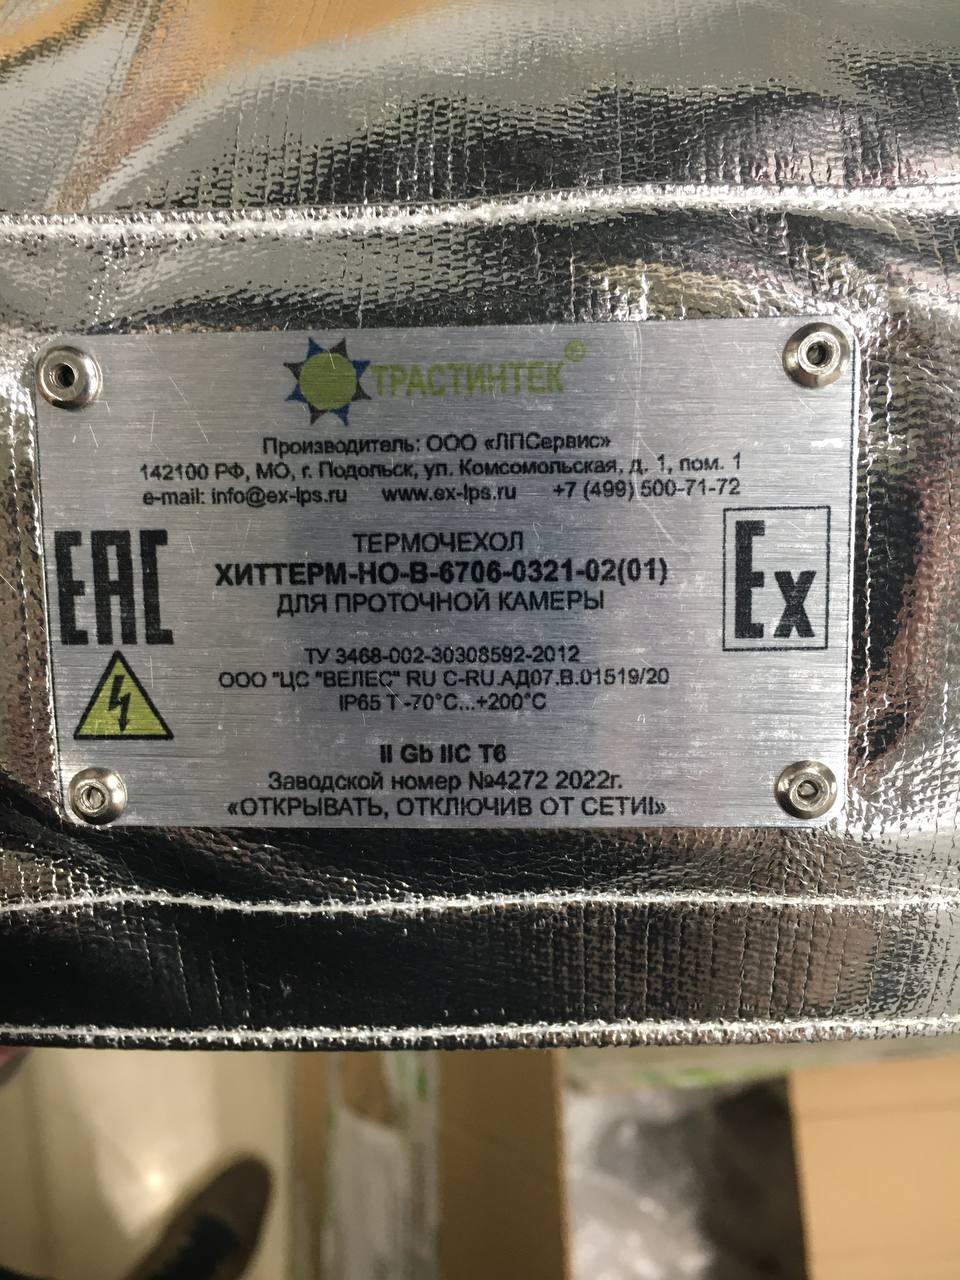 ТРАСТИНТЕК®
Производитель: ООО «ЛПСервис»
142100 РФ, МО, г. Подольск, ул. Комсомольская, д. 1, пом. 1
e-mail: info@ex-lps.ru www.ex-lps.ru +7 (499) 500-71-72
ЕАС
Ex
ТЕРМОЧЕХОЛ
ХИТТЕРМ-НО-В-6706-0321-02(01)
ДЛЯ ПРОТОЧНОЙ КАМЕРЫ
ТУ 3468-002-30308592-2012
ООО "ЦС "ВЕЛЕС" RU C-RU.АД07.В.01519/20
IP65 T -70°C...+200°C
II Gb IIC T6
Заводской номер №4272 2022г.
«ОТКРЫВАТЬ, ОТКЛЮЧИВ ОТ СЕТИ!»